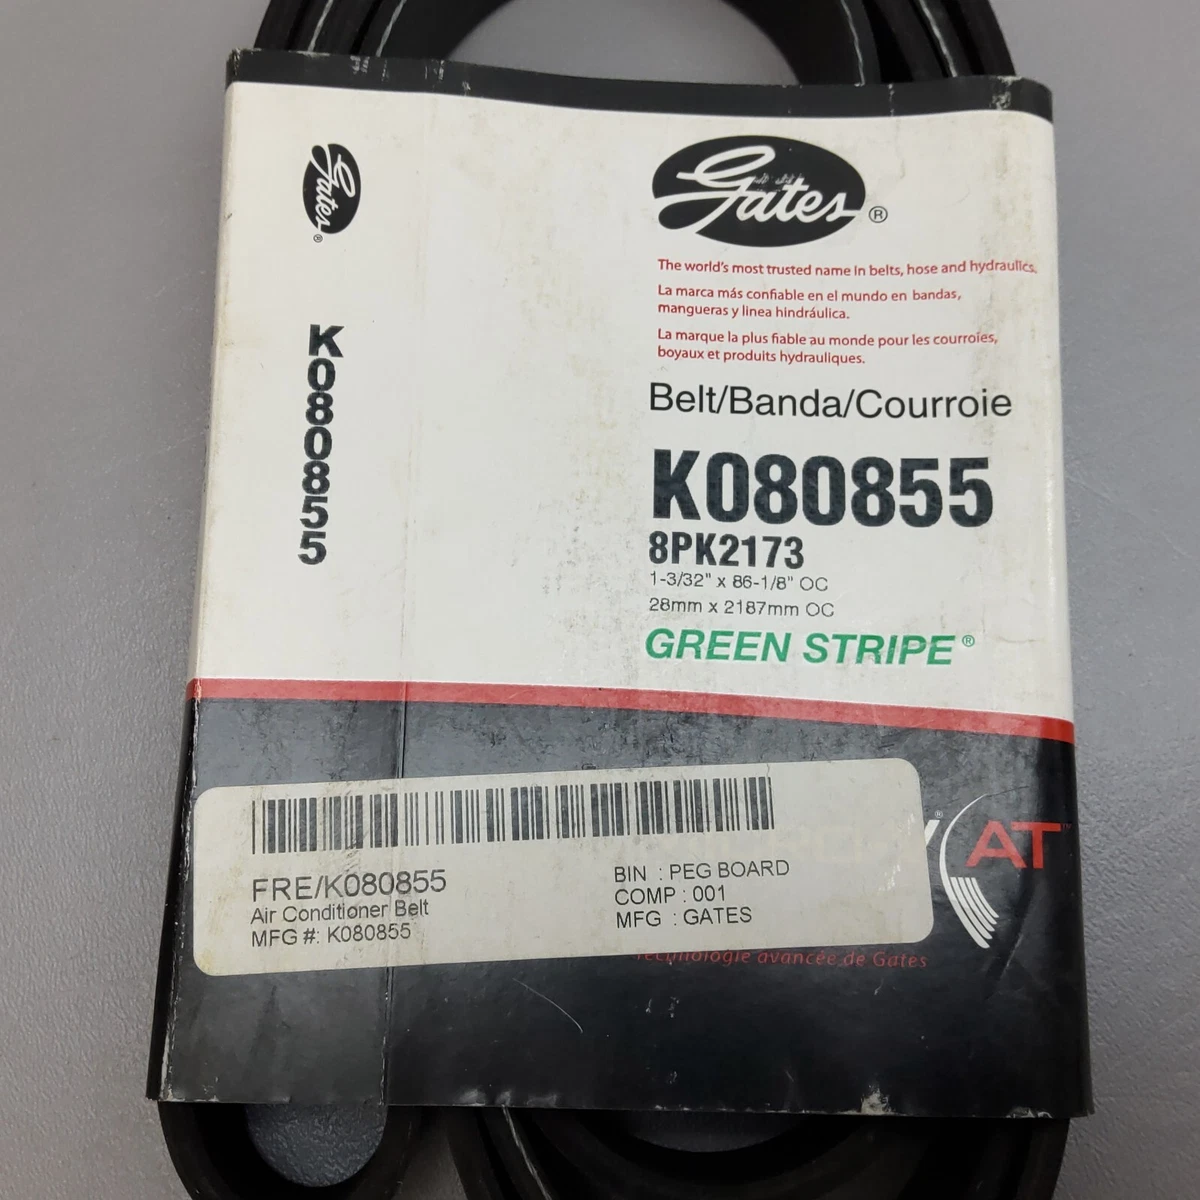 Gates®
K080855
Gates®
The world's most trusted name in belts, hose and hydraulics.
La marca más confiable en el mundo en bandas,
mangueras y linea hindráulica.
La marque la plus fiable au monde pour les courroies,
boyaux et produits hydrauliques.
Belt/Banda/Courroie
K080855
8PK2173
1-3/32" x 86-1/8" OC
28mm x 2187mm OC
GREEN STRIPE®
AT™
FRE/K080855
Air Conditioner Belt
MFG #: K080855
BIN : PEG BOARD
COMP : 001
MFG : GATES
Technologie avancée de Gates